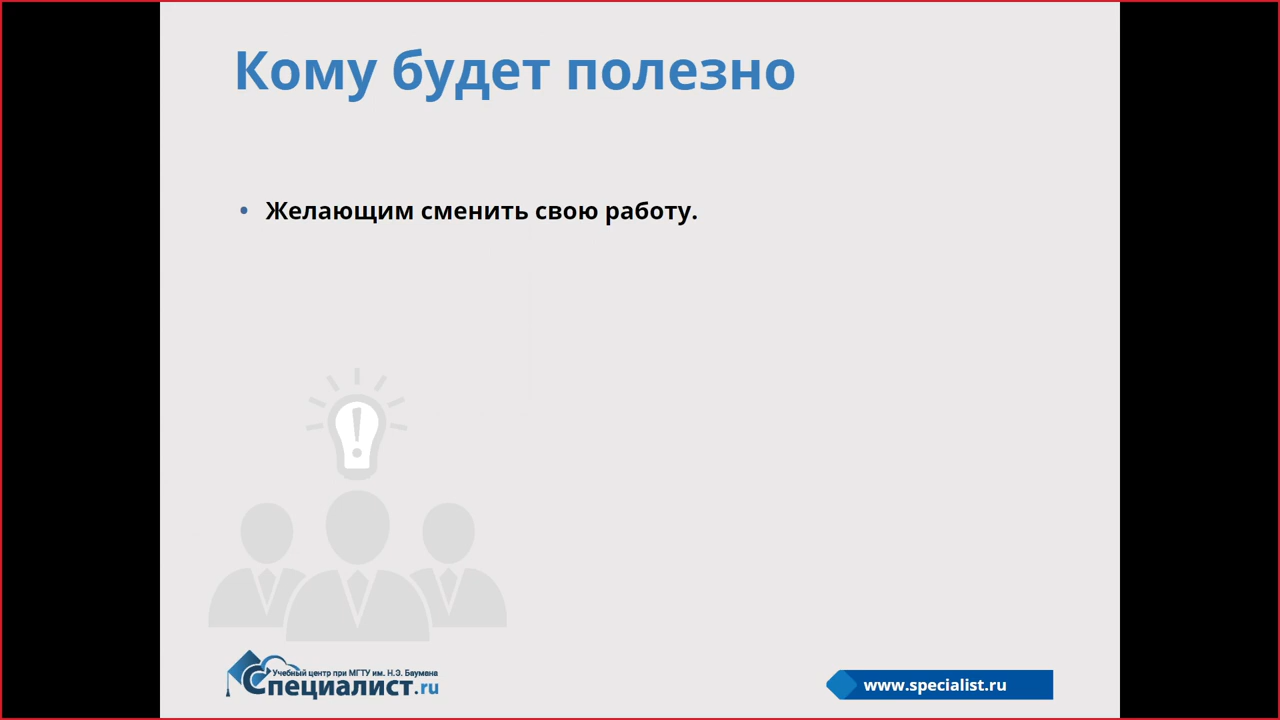 Кому будет полезно
• Желающим сменить свою работу.
Учебный центр при МГТУ им. Н.Э. Баумана
Специалист.ru
www.specialist.ru